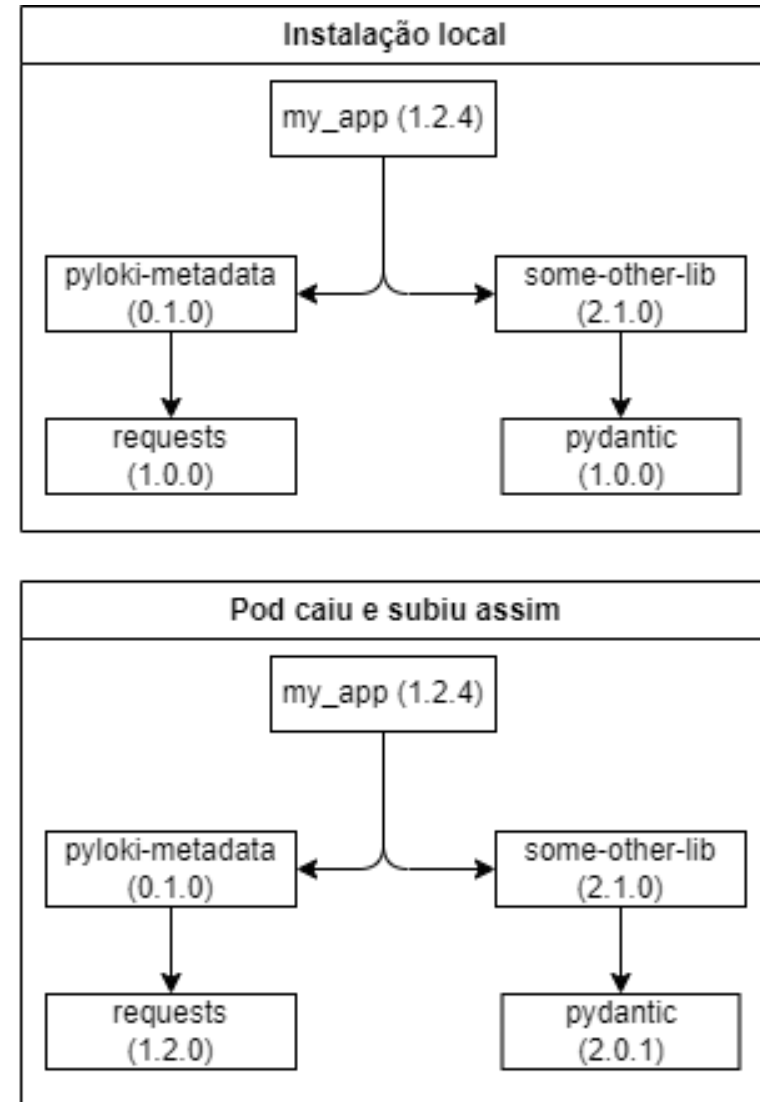 Instalação local
my_app (1.2.4)
pyloki-metadata
(0.1.0)
some-other-lib
(2.1.0)
requests
(1.0.0)
pydantic
(1.0.0)
Pod caiu e subiu assim
my_app (1.2.4)
pyloki-metadata
(0.1.0)
some-other-lib
(2.1.0)
requests
(1.2.0)
pydantic
(2.0.1)